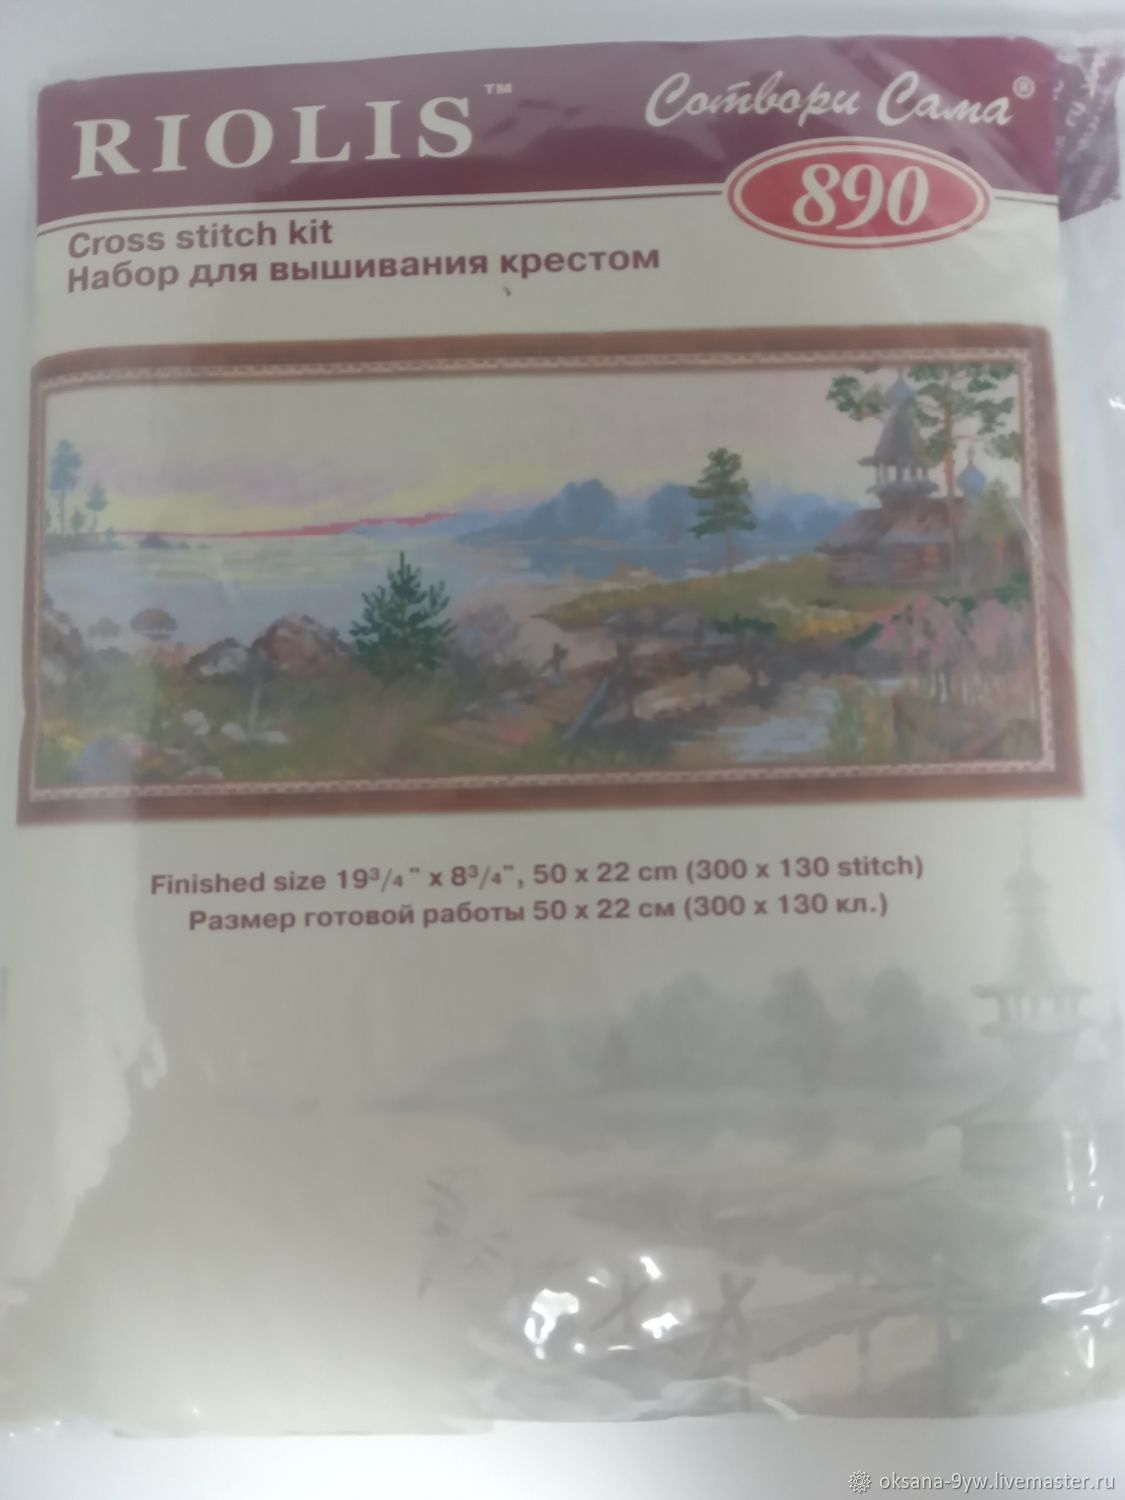 RIOLIS™
Сотвори Сама®
890
Cross stitch kit
Набор для вышивания крестом
Finished size 19³/₄ " x 8³/₄", 50 x 22 cm (300 x 130 stitch)
Размер готовой работы 50 x 22 см (300 x 130 кл.)
oksana-9yw.livemaster.ru